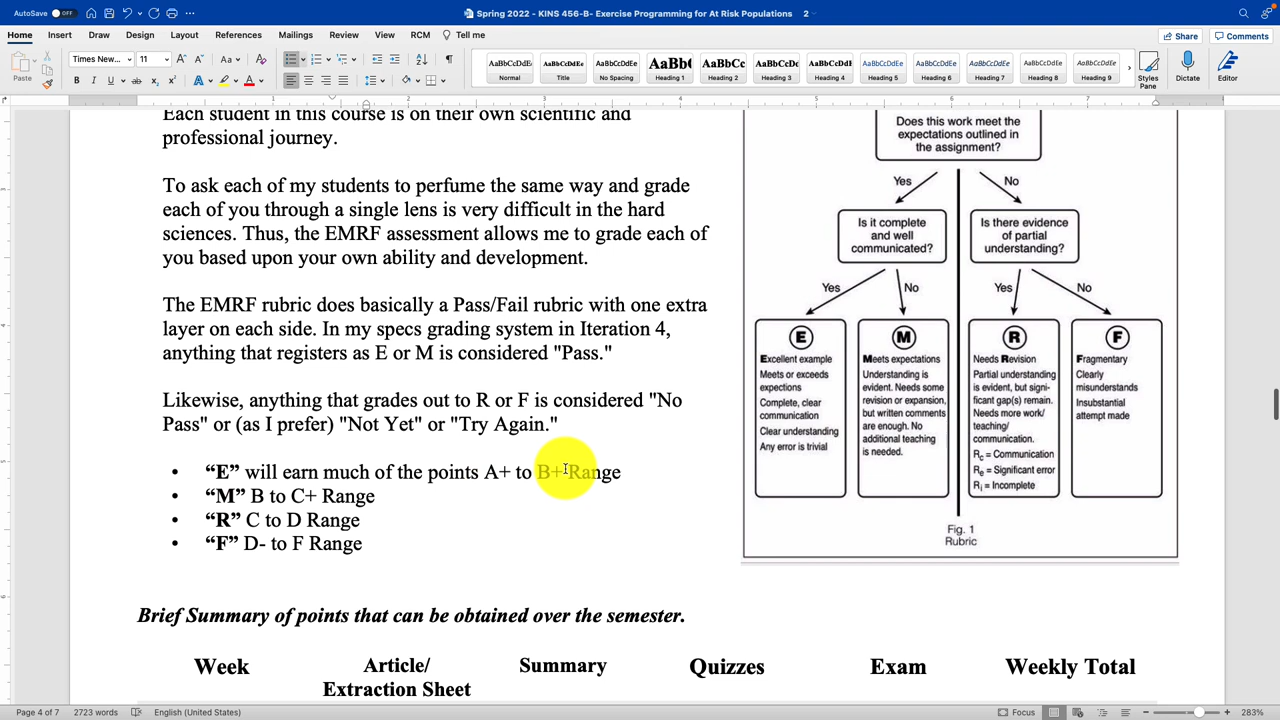 AutoSave OFF
Spring 2022 - KINS 456-B- Exercise Programming for At Risk Populations 2
Home Insert Draw Design Layout References Mailings Review View RCM Tell me
Share Comments
Paste
Times New... 11
AaBbCcDdEe AaBbCcDdEe AaBbCcDdEe AaBbC AaBbCc AaBbCcDc AaBbCcDdI AaBbCcDdEe AaBbCcDdEe AaBbCcDdEe AaBbCcDdEe
Normal Title No Spacing Heading 1 Heading 2 Heading 3 Heading 4 Heading 5 Heading 6 Heading 7 Heading 8 Heading 9
Styles Pane
Dictate
Editor
Each student in this course is on their own scientific and
professional journey.
To ask each of my students to perfume the same way and grade
each of you through a single lens is very difficult in the hard
sciences. Thus, the EMRF assessment allows me to grade each of
you based upon your own ability and development.
The EMRF rubric does basically a Pass/Fail rubric with one extra
layer on each side. In my specs grading system in Iteration 4,
anything that registers as E or M is considered "Pass."
Likewise, anything that grades out to R or F is considered "No
Pass" or (as I prefer) "Not Yet" or "Try Again."
• “E” will earn much of the points A+ to B+ Range
• “M” B to C+ Range
• “R” C to D Range
• “F” D- to F Range
Does this work meet the
expectations outlined in
the assignment?
Yes No
Is it complete
and well
communicated?
Is there evidence
of partial
understanding?
Yes No Yes No
E
Excellent example
Meets or exceeds
expections
Complete, clear
communication
Clear understanding
Any error is trivial
M
Meets expectations
Understanding is
evident. Needs some
revision or expansion,
but written comments
are enough. No
additional teaching
is needed.
R
Needs Revision
Partial understanding
is evident, but signi-
ficant gap(s) remain.
Needs more work/
teaching/
communication.
Rc = Communication
Re = Significant error
Ri = Incomplete
F
Fragmentary
Clearly
misunderstands
Insubstantial
attempt made
Fig. 1
Rubric
Brief Summary of points that can be obtained over the semester.
Week Article/ Summary Quizzes Exam Weekly Total
Extraction Sheet
Page 4 of 7 2723 words English (United States) Focus 283%